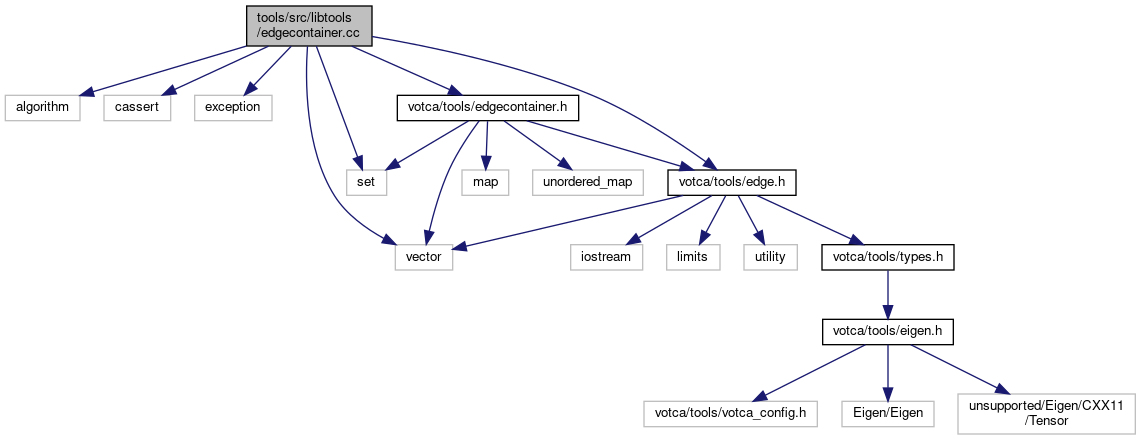 tools/src/libtools
/edgecontainer.cc
algorithm
cassert
exception
votca/tools/edgecontainer.h
set
map
unordered_map
votca/tools/edge.h
vector
iostream
limits
utility
votca/tools/types.h
votca/tools/eigen.h
votca/tools/votca_config.h
Eigen/Eigen
unsupported/Eigen/CXX11
/Tensor